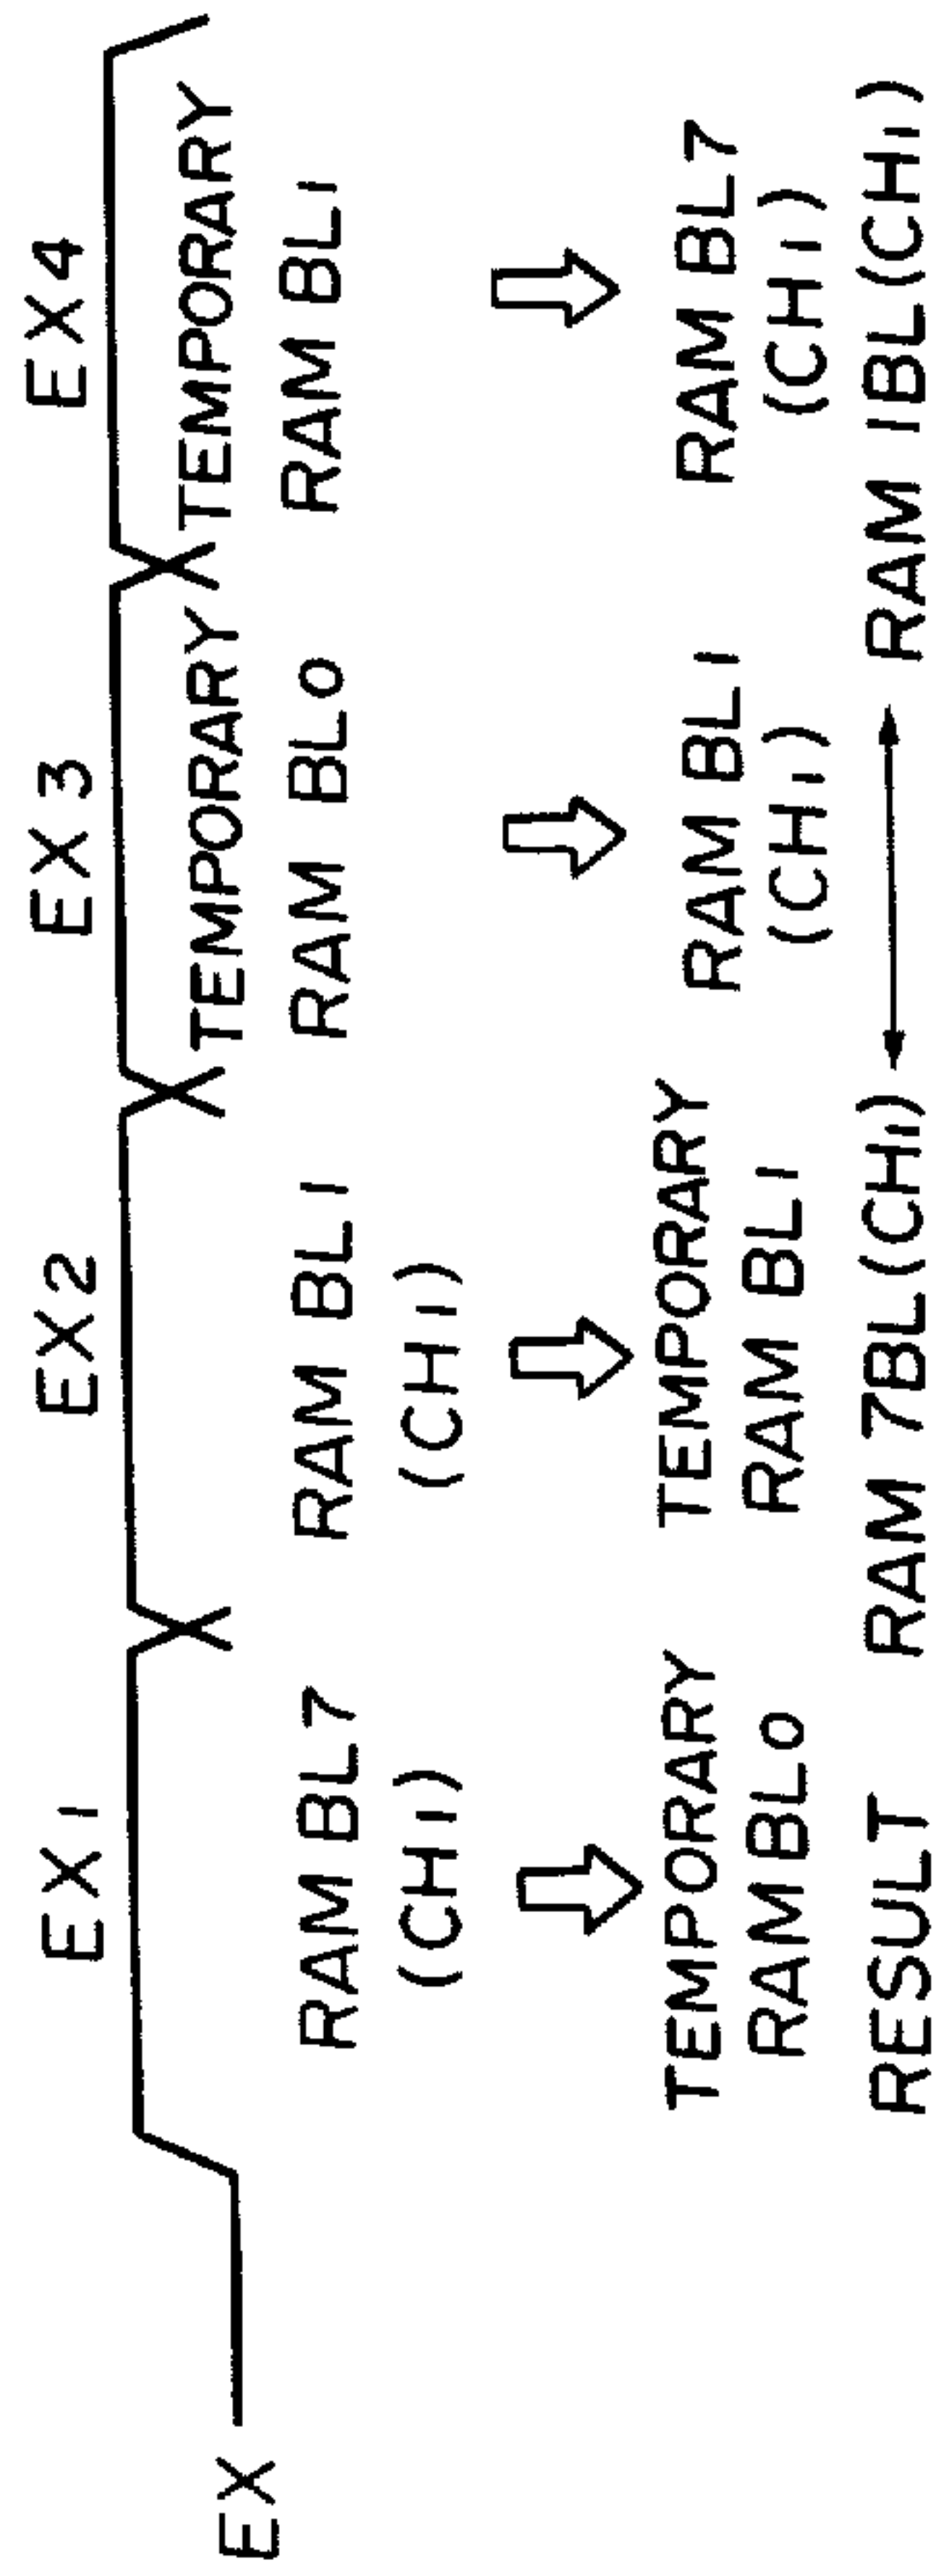 EX1 EX2 EX3 EX4
EX
TEMPORARY TEMPORARY
RAM BL7 RAM BL1 RAM BL0 RAM BL1
(CH1) (CH1)
TEMPORARY TEMPORARY RAM BL1 RAM BL7
RAM BL0 RAM BL1 (CH1) (CH1)
RESULT RAM 7BL(CH1) RAM 1BL(CH1)